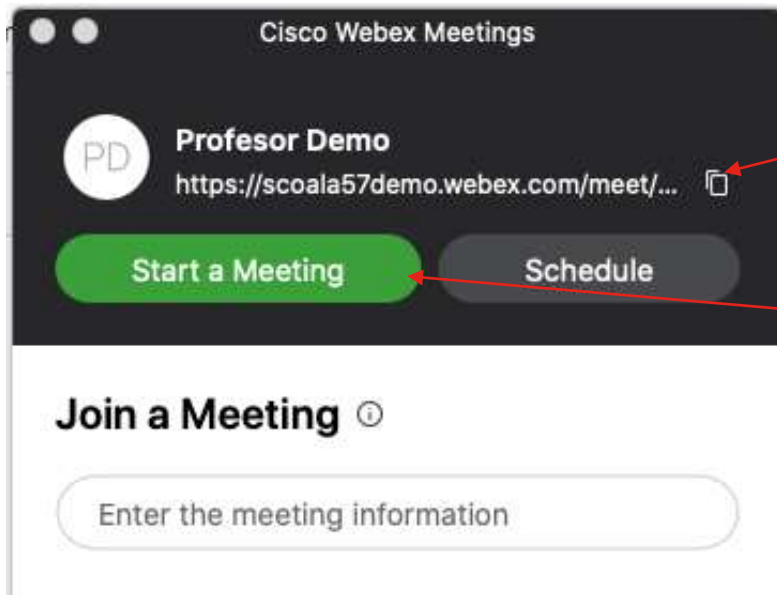 Cisco Webex Meetings
PD
Profesor Demo
https://scoala57demo.webex.com/meet/...
Start a Meeting
Schedule
Join a Meeting
Enter the meeting information